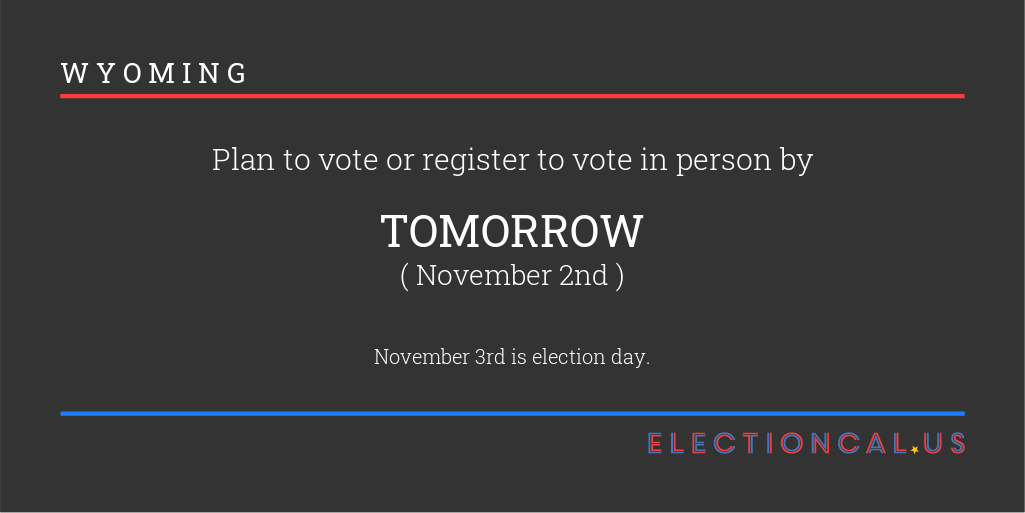 WYOMING
Plan to vote or register to vote in person by
TOMORROW
( November 2nd )
November 3rd is election day.
ELECTIONCAL.US